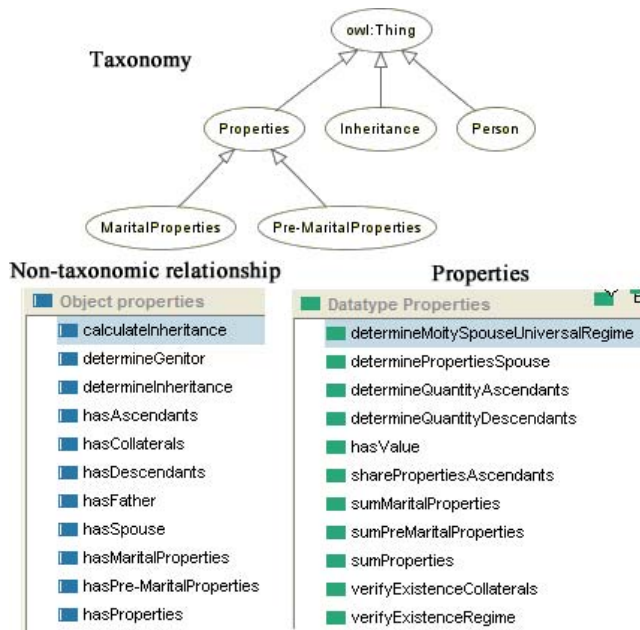 owl:Thing
Taxonomy
Properties
Inheritance
Person
MaritalProperties
Pre-MaritalProperties
Non-taxonomic relationship
Object properties
calculateInheritance
determineGenitor
determineInheritance
hasAscendants
hasCollaterals
hasDescendants
hasFather
hasSpouse
hasMaritalProperties
hasPre-MaritalProperties
hasProperties
Properties
Datatype Properties
determineMoitySpouseUniversalRegime
determinePropertiesSpouse
determineQuantityAscendants
determineQuantityDescendants
hasValue
sharePropertiesAscendants
sumMaritalProperties
sumPreMaritalProperties
sumProperties
verifyExistenceCollaterals
verifyExistenceRegime